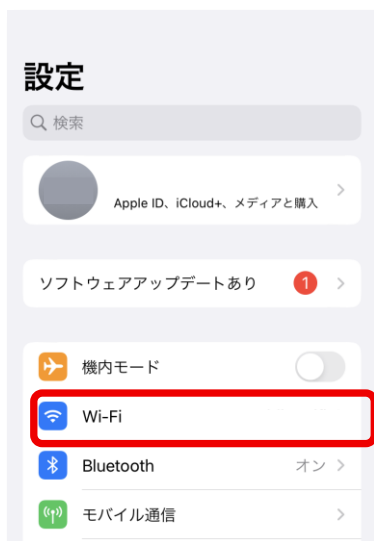 設定
検索
Apple ID、iCloud+、メディアと購入
ソフトウェアアップデートあり 1
機内モード
Wi-Fi
Bluetooth オン
モバイル通信